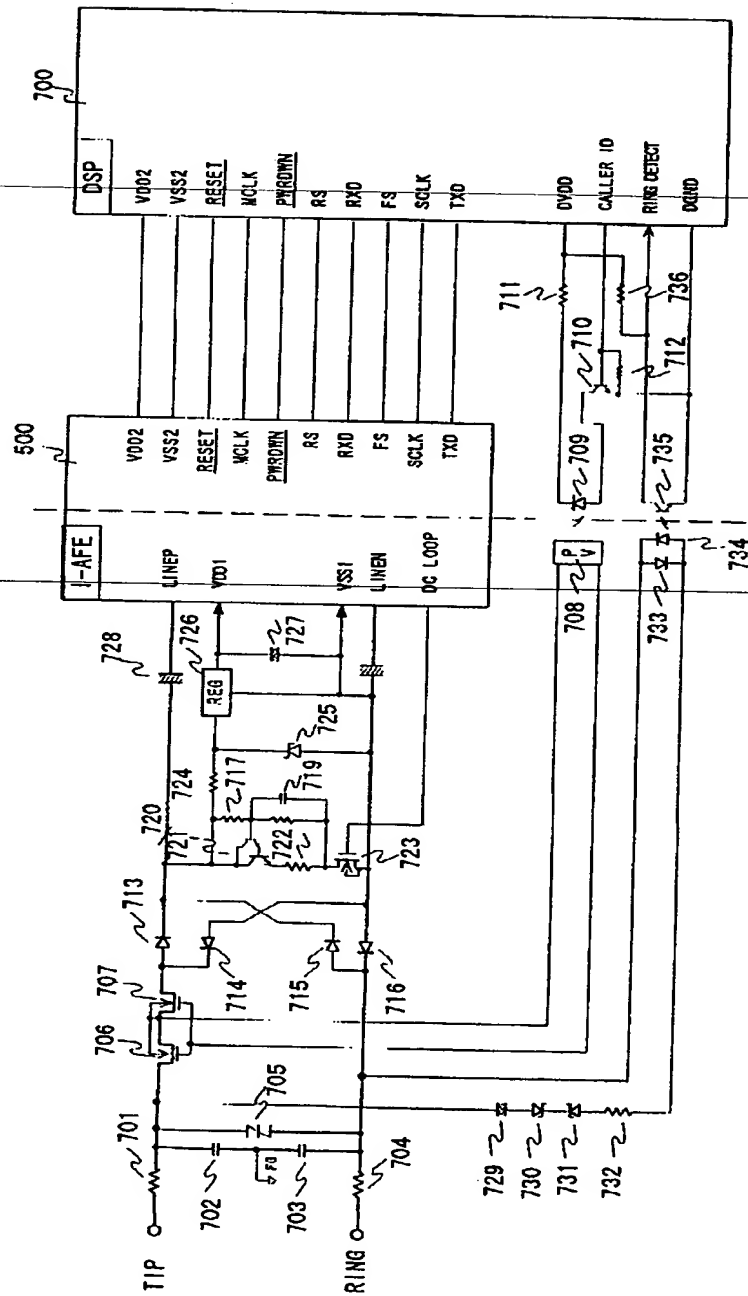 700
DSP
VDD2
VSS2
RESET
MCLK
PWRDWN
RS
RXD
FS
SCLK
TXD
DVDD
CALLER ID
RING DETECT
DGND
711
736
710
712
709
735
734
733
708
P V
500
I-AFE
VDD2
VSS2
RESET
MCLK
PWRDWN
RS
RXD
FS
SCLK
TXD
LINEP
VDD1
VSS1
LINEN
DC LOOP
728
726
REG
727
725
724
717
719
720
721
722
723
713
714
715
716
707
706
705
701
702
FG
703
704
TIP
RING
729
730
731
732